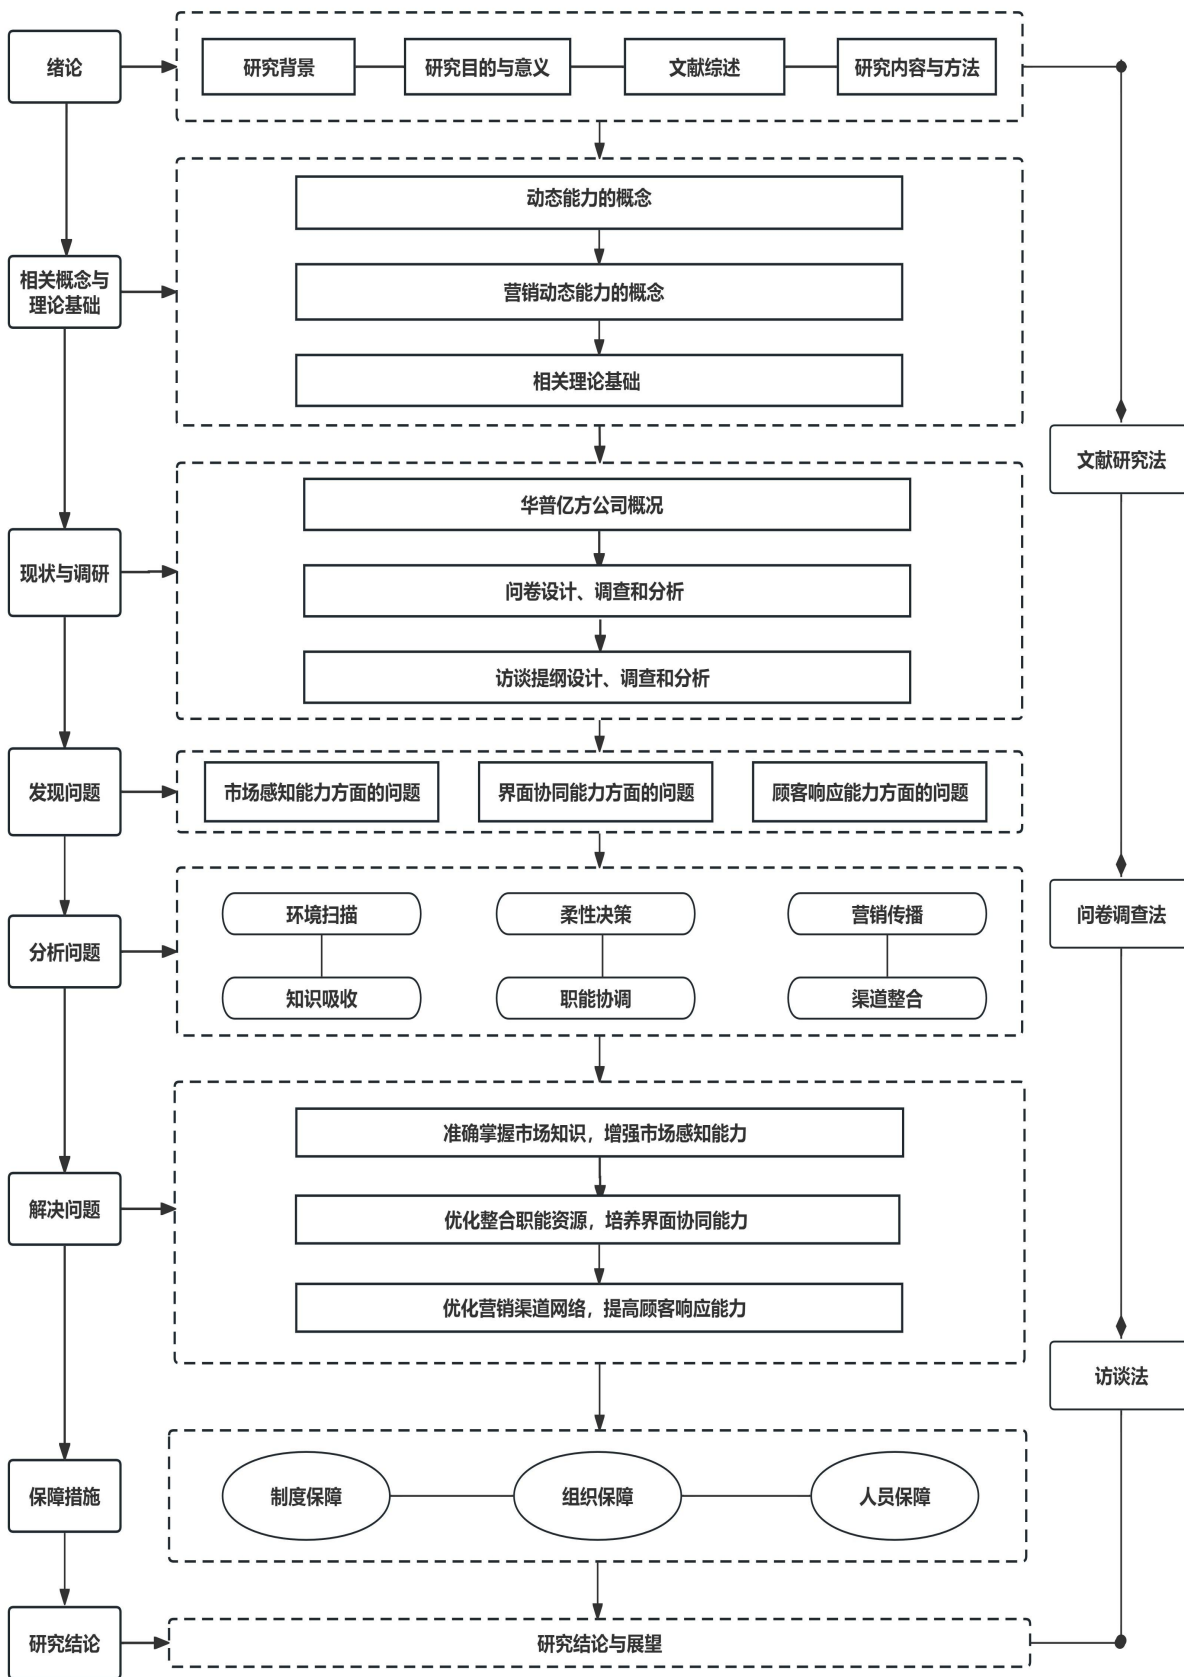 绪论
研究背景
研究目的与意义
文献综述
研究内容与方法
相关概念与
理论基础
动态能力的概念
营销动态能力的概念
相关理论基础
文献研究法
现状与调研
华普亿方公司概况
问卷设计、调查和分析
访谈提纲设计、调查和分析
发现问题
市场感知能力方面的问题
界面协同能力方面的问题
顾客响应能力方面的问题
分析问题
环境扫描
柔性决策
营销传播
知识吸收
职能协调
渠道整合
问卷调查法
解决问题
准确掌握市场知识，增强市场感知能力
优化整合职能资源，培养界面协同能力
优化营销渠道网络，提高顾客响应能力
访谈法
保障措施
制度保障
组织保障
人员保障
研究结论
研究结论与展望